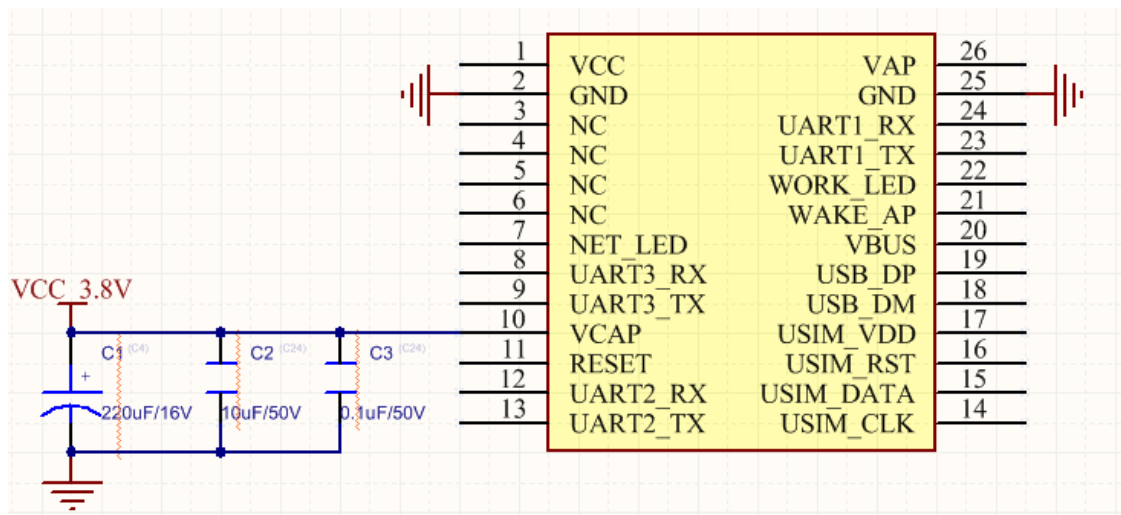 1 VCC VAP 26
2 GND GND 25
3 NC UART1_RX 24
4 NC UART1_TX 23
5 NC WORK_LED 22
6 NC WAKE_AP 21
7 NET_LED VBUS 20
8 UART3_RX USB_DP 19
9 UART3_TX USB_DM 18
10 VCAP USIM_VDD 17
11 RESET USIM_RST 16
12 UART2_RX USIM_DATA 15
13 UART2_TX USIM_CLK 14
VCC_3.8V
C1 (C4) C2 (C24) C3 (C24)
+
220uF/16V 10uF/50V 0.1uF/50V